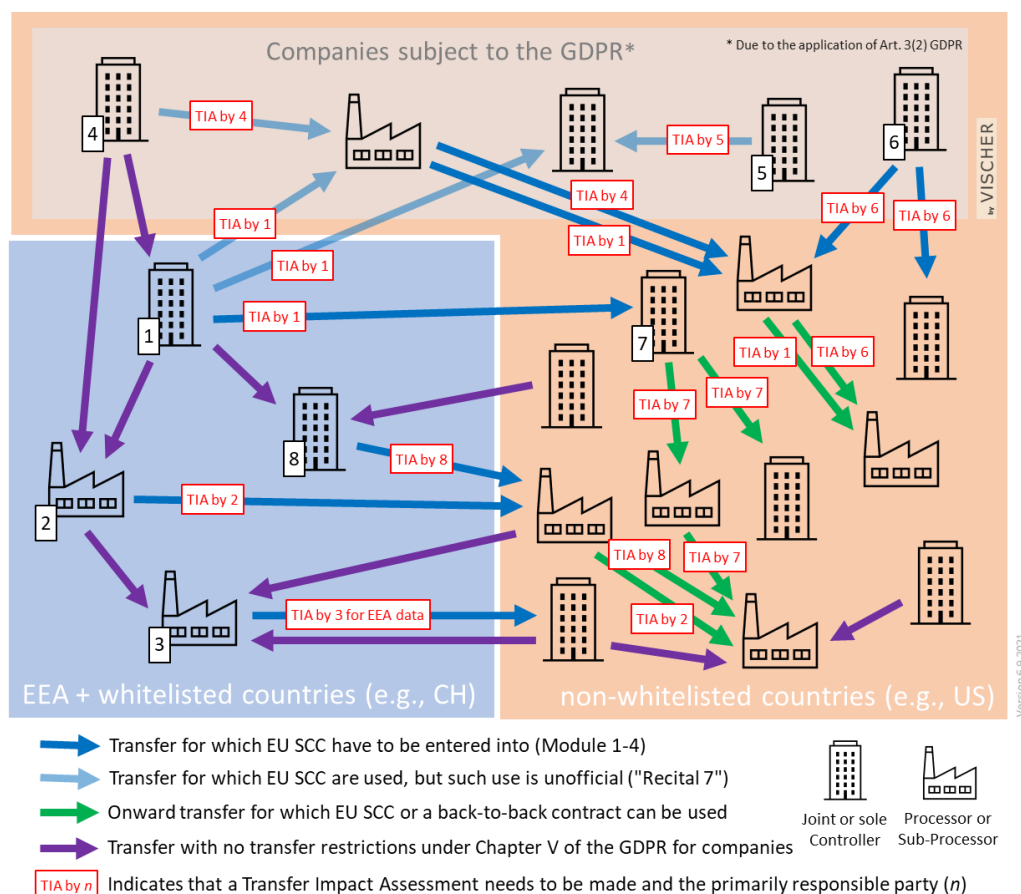 Companies subject to the GDPR*
* Due to the application of Art. 3(2) GDPR
4
TIA by 4
TIA by 5
5
6
by VISCHER
TIA by 4
TIA by 6
TIA by 6
TIA by 1
TIA by 1
TIA by 1
1
TIA by 1
7
TIA by 1
TIA by 6
TIA by 7
TIA by 7
8
TIA by 8
2
TIA by 2
TIA by 8
TIA by 7
3
TIA by 3 for EEA data
TIA by 2
EEA + whitelisted countries (e.g., CH)
non-whitelisted countries (e.g., US)
Version 6.9.2021
Transfer for which EU SCC have to be entered into (Module 1-4)
Transfer for which EU SCC are used, but such use is unofficial ("Recital 7")
Onward transfer for which EU SCC or a back-to-back contract can be used
Transfer with no transfer restrictions under Chapter V of the GDPR for companies
Joint or sole
Controller
Processor or
Sub-Processor
TIA by n Indicates that a Transfer Impact Assessment needs to be made and the primarily responsible party (n)